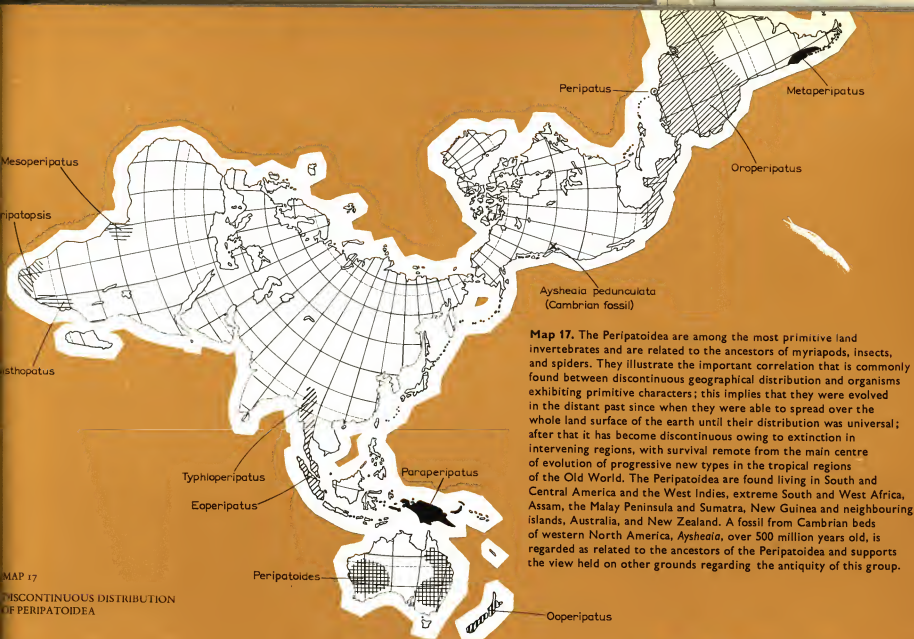 Peripatus
Metaperipatus
Oroperipatus
Mesoperipatus
ripatopsis
isthopatus
Aysheaia pedunculata
(Cambrian fossil)
Map 17. The Peripatoidea are among the most primitive land
invertebrates and are related to the ancestors of myriapods, insects,
and spiders. They illustrate the important correlation that is commonly
found between discontinuous geographical distribution and organisms
exhibiting primitive characters; this implies that they were evolved
in the distant past since when they were able to spread over the
whole land surface of the earth until their distribution was universal;
after that it has become discontinuous owing to extinction in
intervening regions, with survival remote from the main centre
of evolution of progressive new types in the tropical regions
of the Old World. The Peripatoidea are found living in South and
Central America and the West Indies, extreme South and West Africa,
Assam, the Malay Peninsula and Sumatra, New Guinea and neighbouring
islands, Australia, and New Zealand. A fossil from Cambrian beds
of western North America, Aysheaia, over 500 million years old, is
regarded as related to the ancestors of the Peripatoidea and supports
the view held on other grounds regarding the antiquity of this group.
Typhioperipatus
Eoperipatus
Paraperipatus
Peripatoides
Ooperipatus
MAP 17
DISCONTINUOUS DISTRIBUTION
OF PERIPATOIDEA